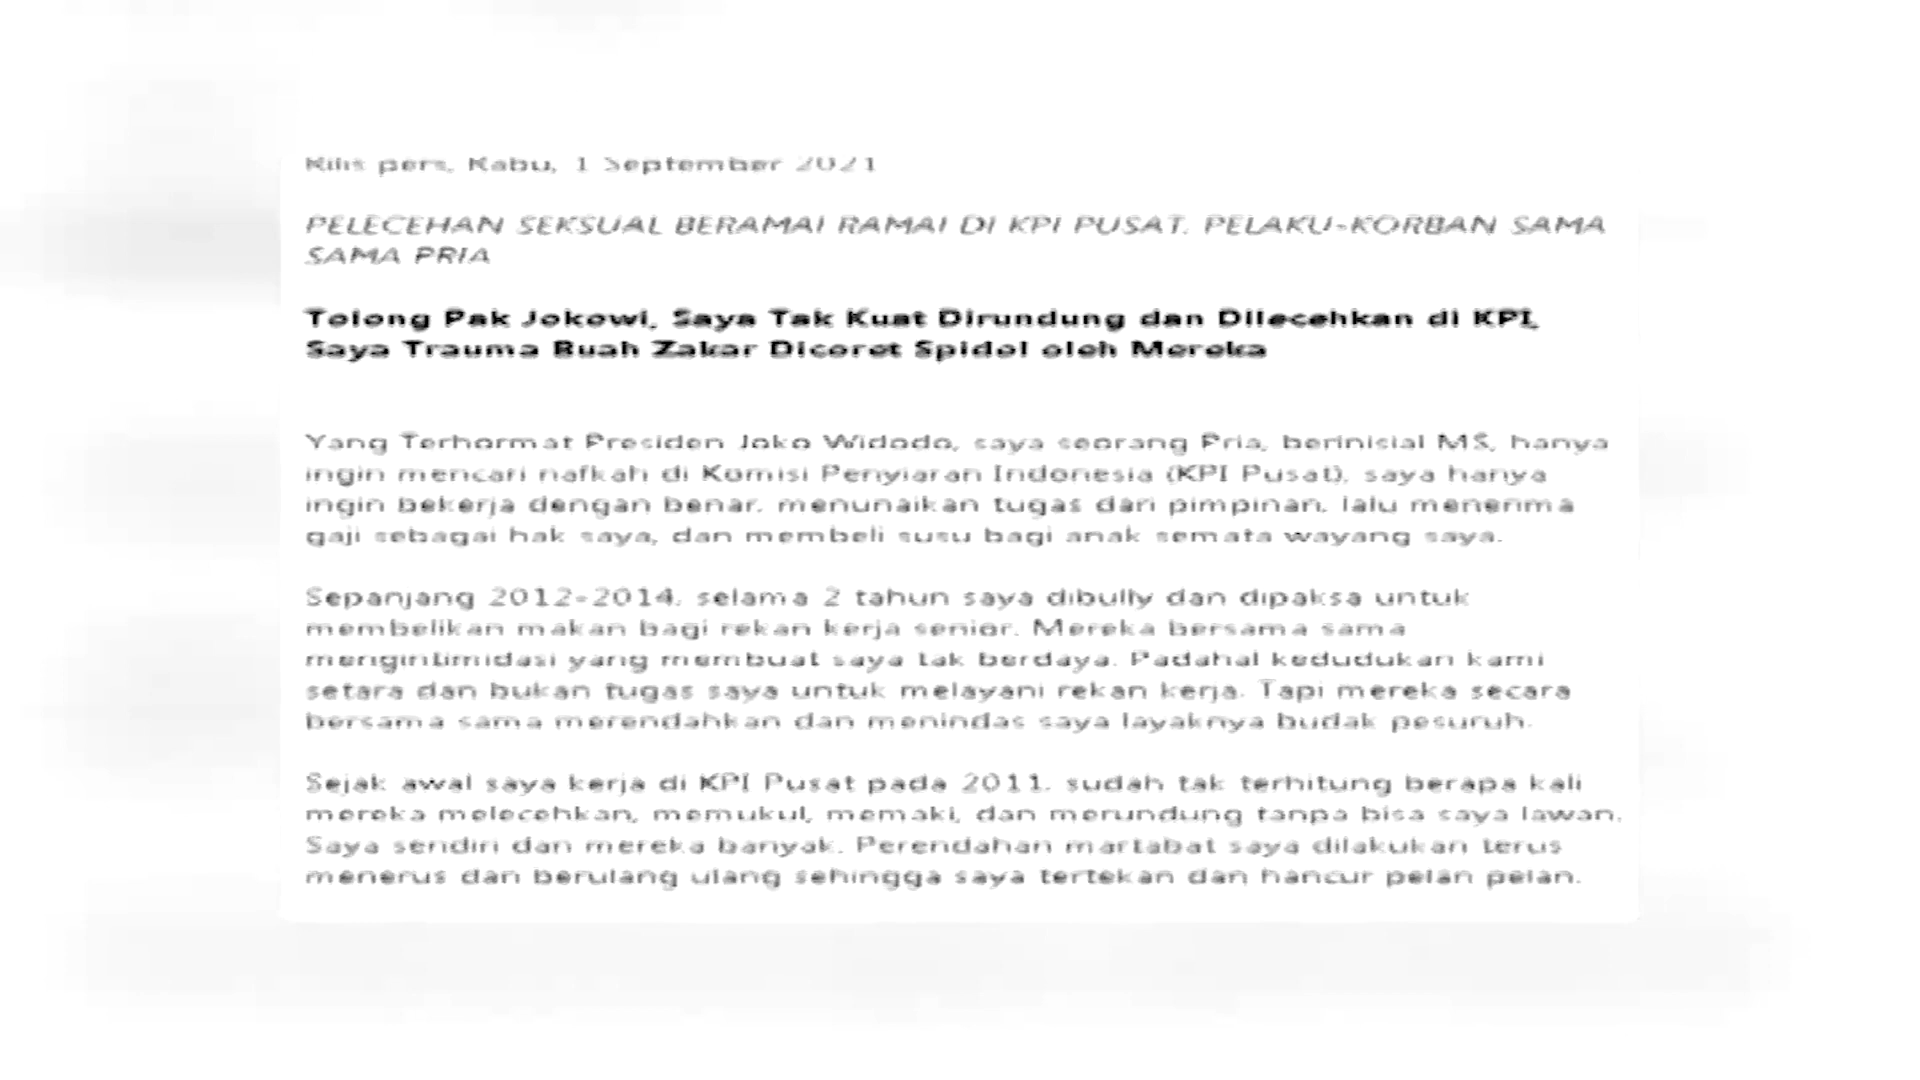 Rilis pers, Rabu, 1 September 2021
PELECEHAN SEKSUAL BERAMAI RAMAI DI KPI PUSAT. PELAKU-KORBAN SAMA
SAMA PRIA
Tolong Pak Jokowi, Saya Tak Kuat Dirundung dan Dilecehkan di KPI,
Saya Trauma Buah Zakar Dicoret Spidol oleh Mereka
Yang Terhormat Presiden Joko Widodo, saya seorang Pria, berinisial MS, hanya
ingin mencari nafkah di Komisi Penyiaran Indonesia (KPI Pusat), saya hanya
ingin bekerja dengan benar, menunaikan tugas dari pimpinan, lalu menerima
gaji sebagai hak saya, dan membeli susu bagi anak semata wayang saya.
Sepanjang 2012-2014, selama 2 tahun saya dibully dan dipaksa untuk
membelikan makan bagi rekan kerja senior. Mereka bersama sama
mengintimidasi yang membuat saya tak berdaya. Padahal kedudukan kami
setara dan bukan tugas saya untuk melayani rekan kerja. Tapi mereka secara
bersama sama merendahkan dan menindas saya layaknya budak pesuruh.
Sejak awal saya kerja di KPI Pusat pada 2011, sudah tak terhitung berapa kali
mereka melecehkan, memukul, memaki, dan merundung tanpa bisa saya lawan.
Saya sendiri dan mereka banyak. Perendahan martabat saya dilakukan terus
menerus dan berulang ulang sehingga saya tertekan dan hancur pelan pelan.